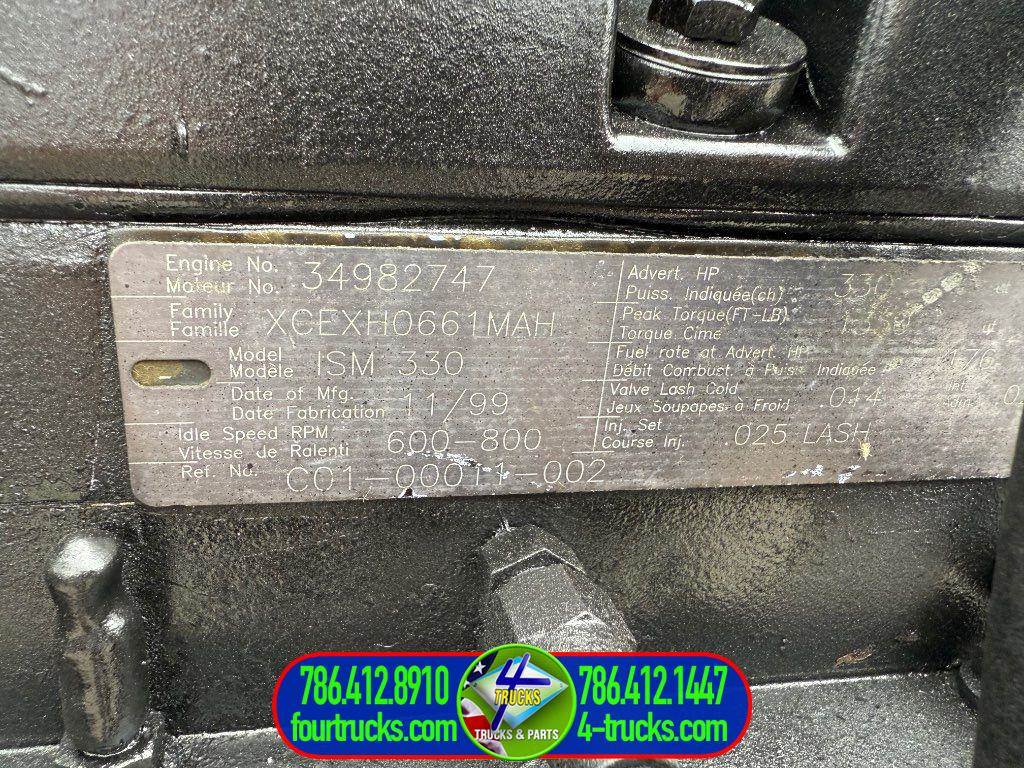 Engine No.
Moteur No. 34982747
Family
Famille XCEXH0661MAH
Model
Modèle ISM 330
Date of Mfg.
Date Fabrication 11/99
Idle Speed RPM
Vitesse de Ralenti 600-800
Ref No. C01-00011-002
Advert. HP
Puiss. Indiquée(ch) 330
Peak Torque(FT-LB)
Torque Cime
Fuel rate at Advert. HP
Débit Combust. à Puiss. Indiquée
Valve Lash Cold
Jeux Soupapes à Froid .014
Inj. Set
Course Inj. .025 LASH
786.412.8910
fourtrucks.com
4
TRUCKS
TRUCKS & PARTS
786.412.1447
4-trucks.com